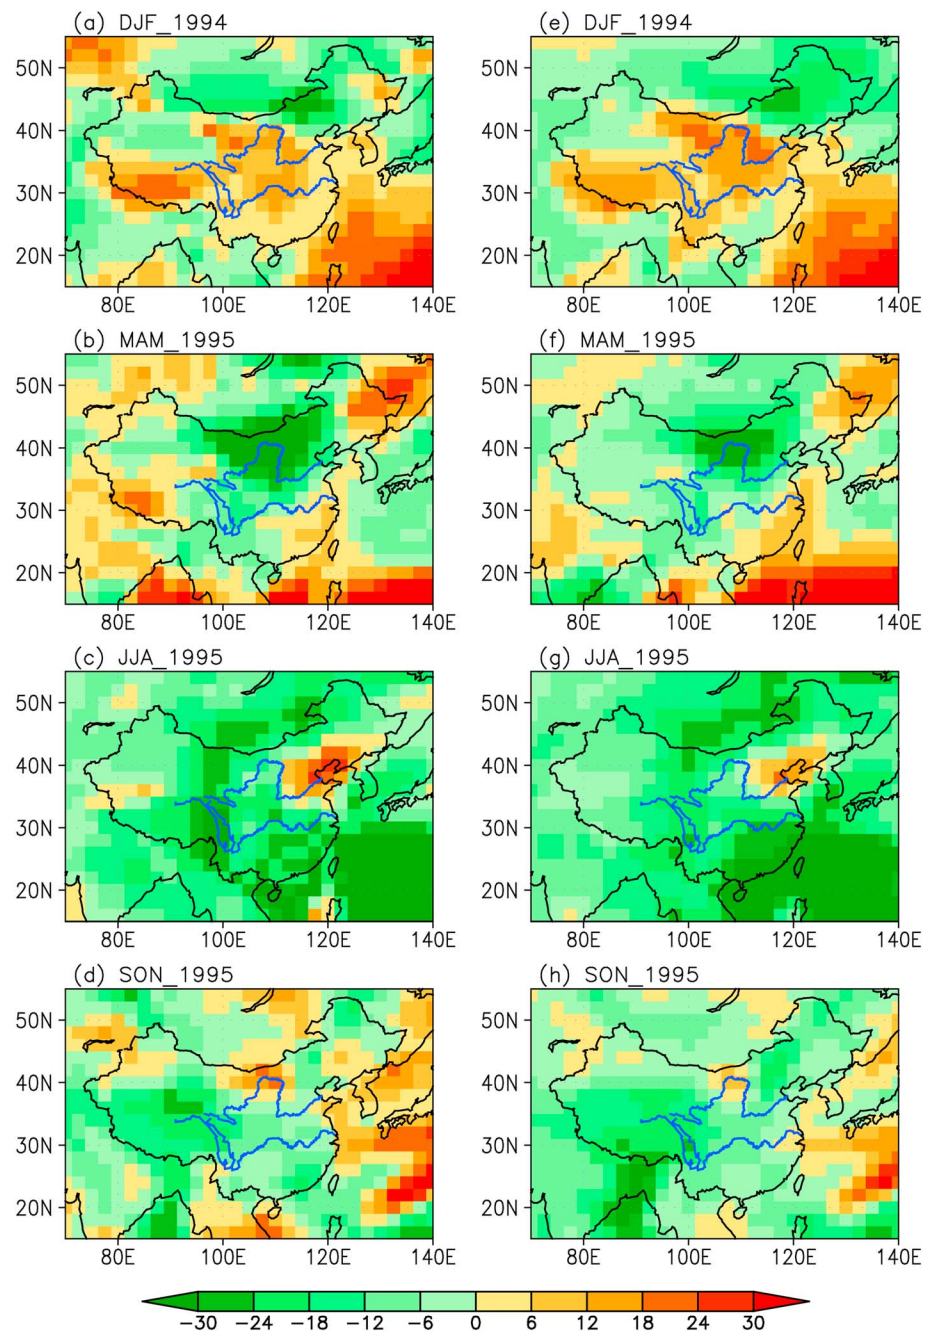 (a) DJF_1994
(e) DJF_1994
50N
40N
30N
20N
80E 100E 120E 140E
50N
40N
30N
20N
80E 100E 120E 140E
(b) MAM_1995
(f) MAM_1995
50N
40N
30N
20N
80E 100E 120E 140E
50N
40N
30N
20N
80E 100E 120E 140E
(c) JJA_1995
(g) JJA_1995
50N
40N
30N
20N
80E 100E 120E 140E
50N
40N
30N
20N
80E 100E 120E 140E
(d) SON_1995
(h) SON_1995
50N
40N
30N
20N
80E 100E 120E 140E
50N
40N
30N
20N
80E 100E 120E 140E
−30 −24 −18 −12 −6 0 6 12 18 24 30